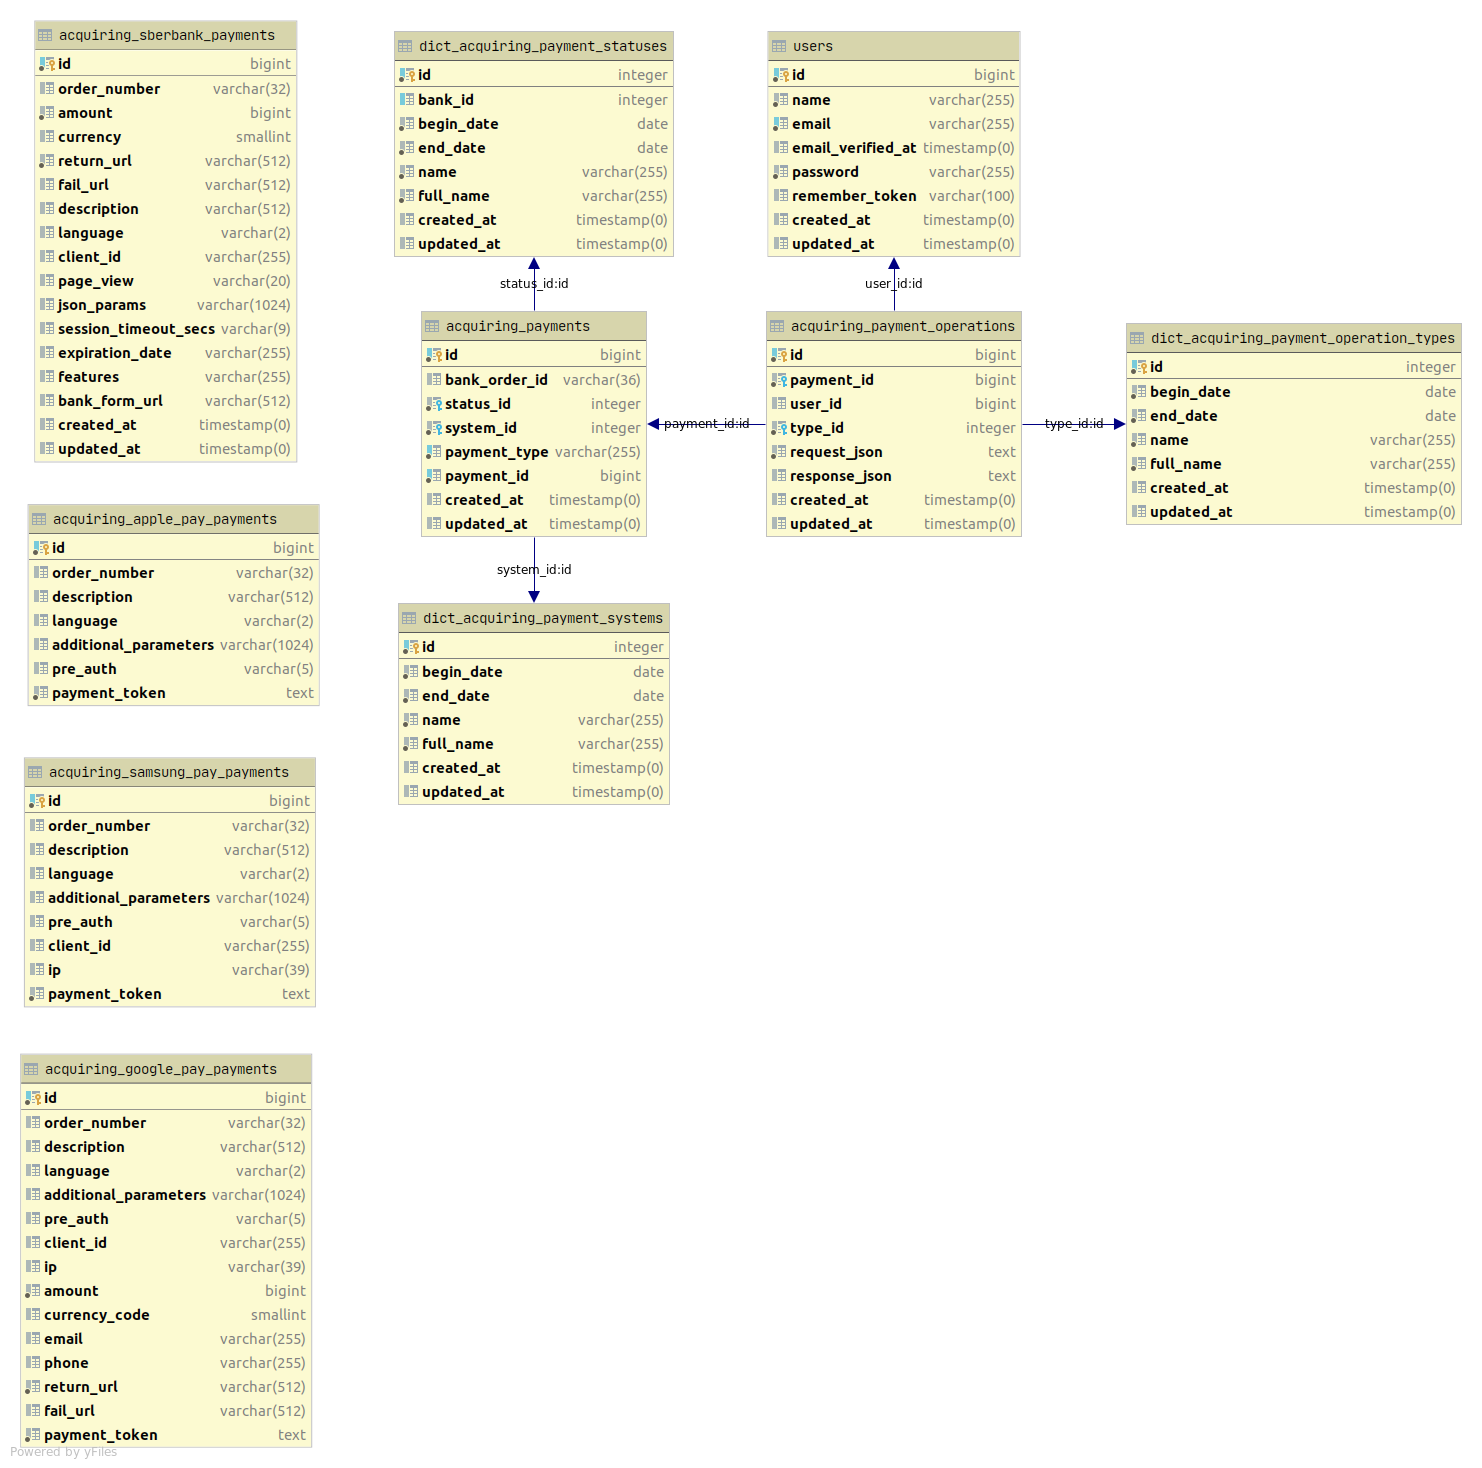 acquiring_sberbank_payments
id bigint
order_number varchar(32)
amount bigint
currency smallint
return_url varchar(512)
fail_url varchar(512)
description varchar(512)
language varchar(2)
client_id varchar(255)
page_view varchar(20)
json_params varchar(1024)
session_timeout_secs varchar(9)
expiration_date varchar(255)
features varchar(255)
bank_form_url varchar(512)
created_at timestamp(0)
updated_at timestamp(0)
acquiring_apple_pay_payments
id bigint
order_number varchar(32)
description varchar(512)
language varchar(2)
additional_parameters varchar(1024)
pre_auth varchar(5)
payment_token text
acquiring_samsung_pay_payments
id bigint
order_number varchar(32)
description varchar(512)
language varchar(2)
additional_parameters varchar(1024)
pre_auth varchar(5)
client_id varchar(255)
ip varchar(39)
payment_token text
acquiring_google_pay_payments
id bigint
order_number varchar(32)
description varchar(512)
language varchar(2)
additional_parameters varchar(1024)
pre_auth varchar(5)
client_id varchar(255)
ip varchar(39)
amount bigint
currency_code smallint
email varchar(255)
phone varchar(255)
return_url varchar(512)
fail_url varchar(512)
payment_token text
Powered by yFiles
dict_acquiring_payment_statuses
id integer
bank_id integer
begin_date date
end_date date
name varchar(255)
full_name varchar(255)
created_at timestamp(0)
updated_at timestamp(0)
status_id:id
acquiring_payments
id bigint
bank_order_id varchar(36)
status_id integer
system_id integer
payment_type varchar(255)
payment_id bigint
created_at timestamp(0)
updated_at timestamp(0)
system_id:id
dict_acquiring_payment_systems
id integer
begin_date date
end_date date
name varchar(255)
full_name varchar(255)
created_at timestamp(0)
updated_at timestamp(0)
users
id bigint
name varchar(255)
email varchar(255)
email_verified_at timestamp(0)
password varchar(255)
remember_token varchar(100)
created_at timestamp(0)
updated_at timestamp(0)
user_id:id
payment_id:id
acquiring_payment_operations
id bigint
payment_id bigint
user_id bigint
type_id integer
request_json text
response_json text
created_at timestamp(0)
updated_at timestamp(0)
type_id:id
dict_acquiring_payment_operation_types
id integer
begin_date date
end_date date
name varchar(255)
full_name varchar(255)
created_at timestamp(0)
updated_at timestamp(0)